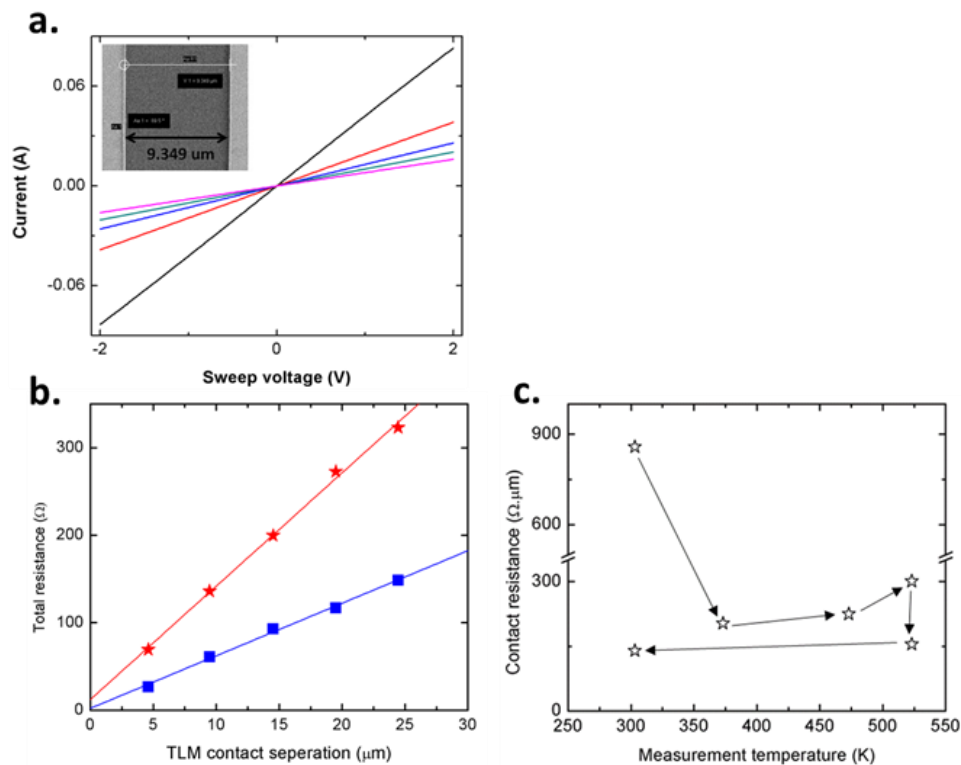 a.
9.349 um
Current (A)
0.06
0.00
-0.06
-2
0
2
Sweep voltage (V)
b.
Total resistance (Ω)
300
200
100
0
0
5
10
15
20
25
30
TLM contact seperation (μm)
c.
Contact resistance (Ω.μm)
900
600
300
0
250
300
350
400
450
500
550
Measurement temperature (K)